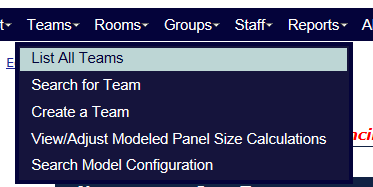 Teams Rooms Groups Staff Reports
List All Teams
Search for Team
Create a Team
View/Adjust Modeled Panel Size Calculations
Search Model Configuration